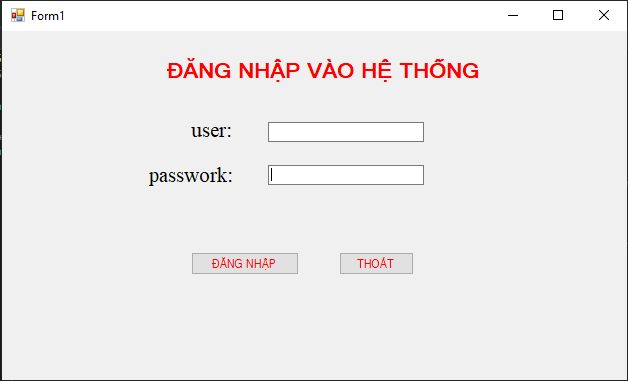 Form1
ĐĂNG NHẬP VÀO HỆ THỐNG
user:
passwork:
ĐĂNG NHẬP THOÁT